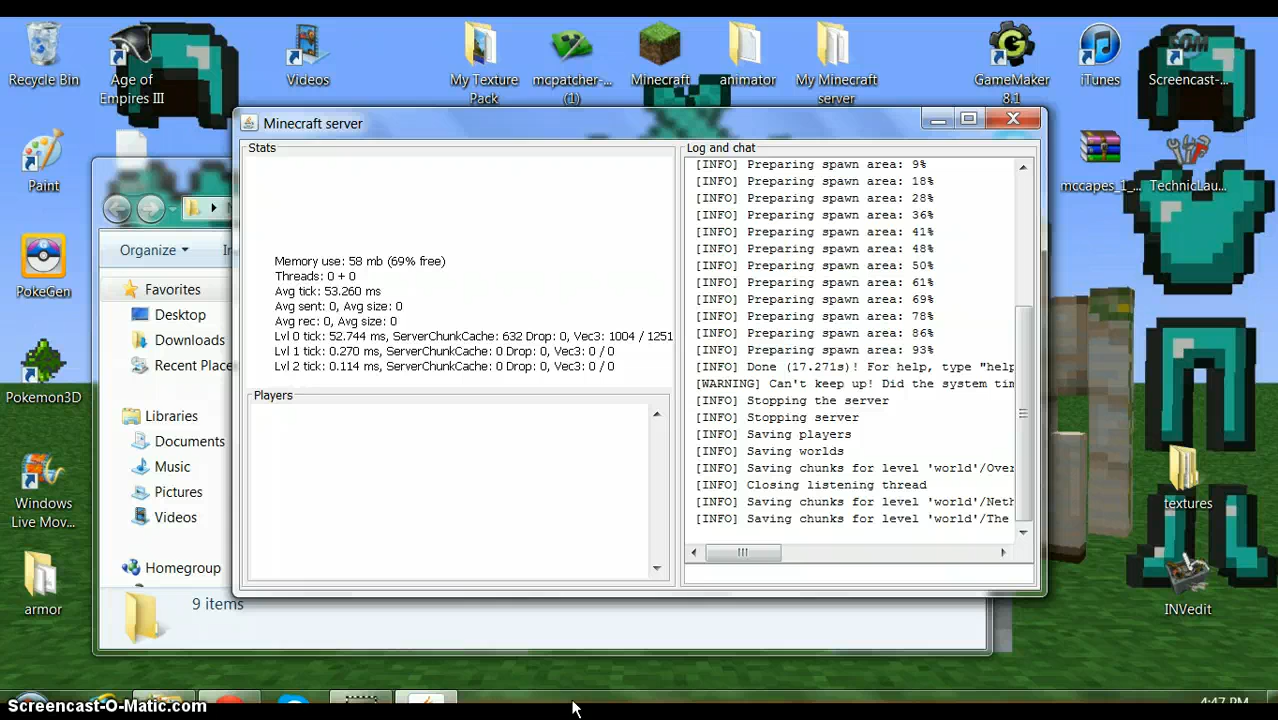 Recycle Bin
Age of
Empires III
Videos
My Texture
Pack
mcpatcher-...
(1)
Minecraft
animator
My Minecraft
server
GameMaker
8.1
iTunes
Screencast-...
Paint
mccapes_1_...
TechnicLau...
PokeGen
Pokemon3D
Windows
Live Mov...
armor
textures
INVedit
Organize
Favorites
Desktop
Downloads
Recent Place
Libraries
Documents
Music
Pictures
Videos
Homegroup
9 items
Minecraft server
Stats
Memory use: 58 mb (69% free)
Threads: 0 + 0
Avg tick: 53.260 ms
Avg sent: 0, Avg size: 0
Avg rec: 0, Avg size: 0
Lvl 0 tick: 52.744 ms, ServerChunkCache: 632 Drop: 0, Vec3: 1004 / 1251
Lvl 1 tick: 0.270 ms, ServerChunkCache: 0 Drop: 0, Vec3: 0 / 0
Lvl 2 tick: 0.114 ms, ServerChunkCache: 0 Drop: 0, Vec3: 0 / 0
Players
Log and chat
[INFO] Preparing spawn area: 9%
[INFO] Preparing spawn area: 18%
[INFO] Preparing spawn area: 28%
[INFO] Preparing spawn area: 36%
[INFO] Preparing spawn area: 41%
[INFO] Preparing spawn area: 48%
[INFO] Preparing spawn area: 50%
[INFO] Preparing spawn area: 61%
[INFO] Preparing spawn area: 69%
[INFO] Preparing spawn area: 78%
[INFO] Preparing spawn area: 86%
[INFO] Preparing spawn area: 93%
[INFO] Done (17.271s)! For help, type "help
[WARNING] Can't keep up! Did the system tim
[INFO] Stopping the server
[INFO] Stopping server
[INFO] Saving players
[INFO] Saving worlds
[INFO] Saving chunks for level 'world'/Over
[INFO] Closing listening thread
[INFO] Saving chunks for level 'world'/Neth
[INFO] Saving chunks for level 'world'/The
4:47 PM
Screencast-O-Matic.com